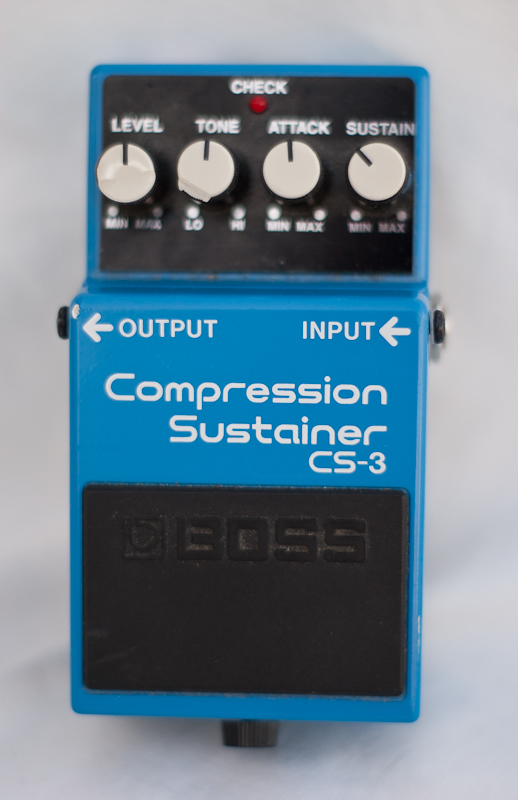 CHECK
LEVEL TONE ATTACK SUSTAIN
MIN MAX LO HI MIN MAX MIN MAX
OUTPUT INPUT
Compression
Sustainer
CS-3
BOSS